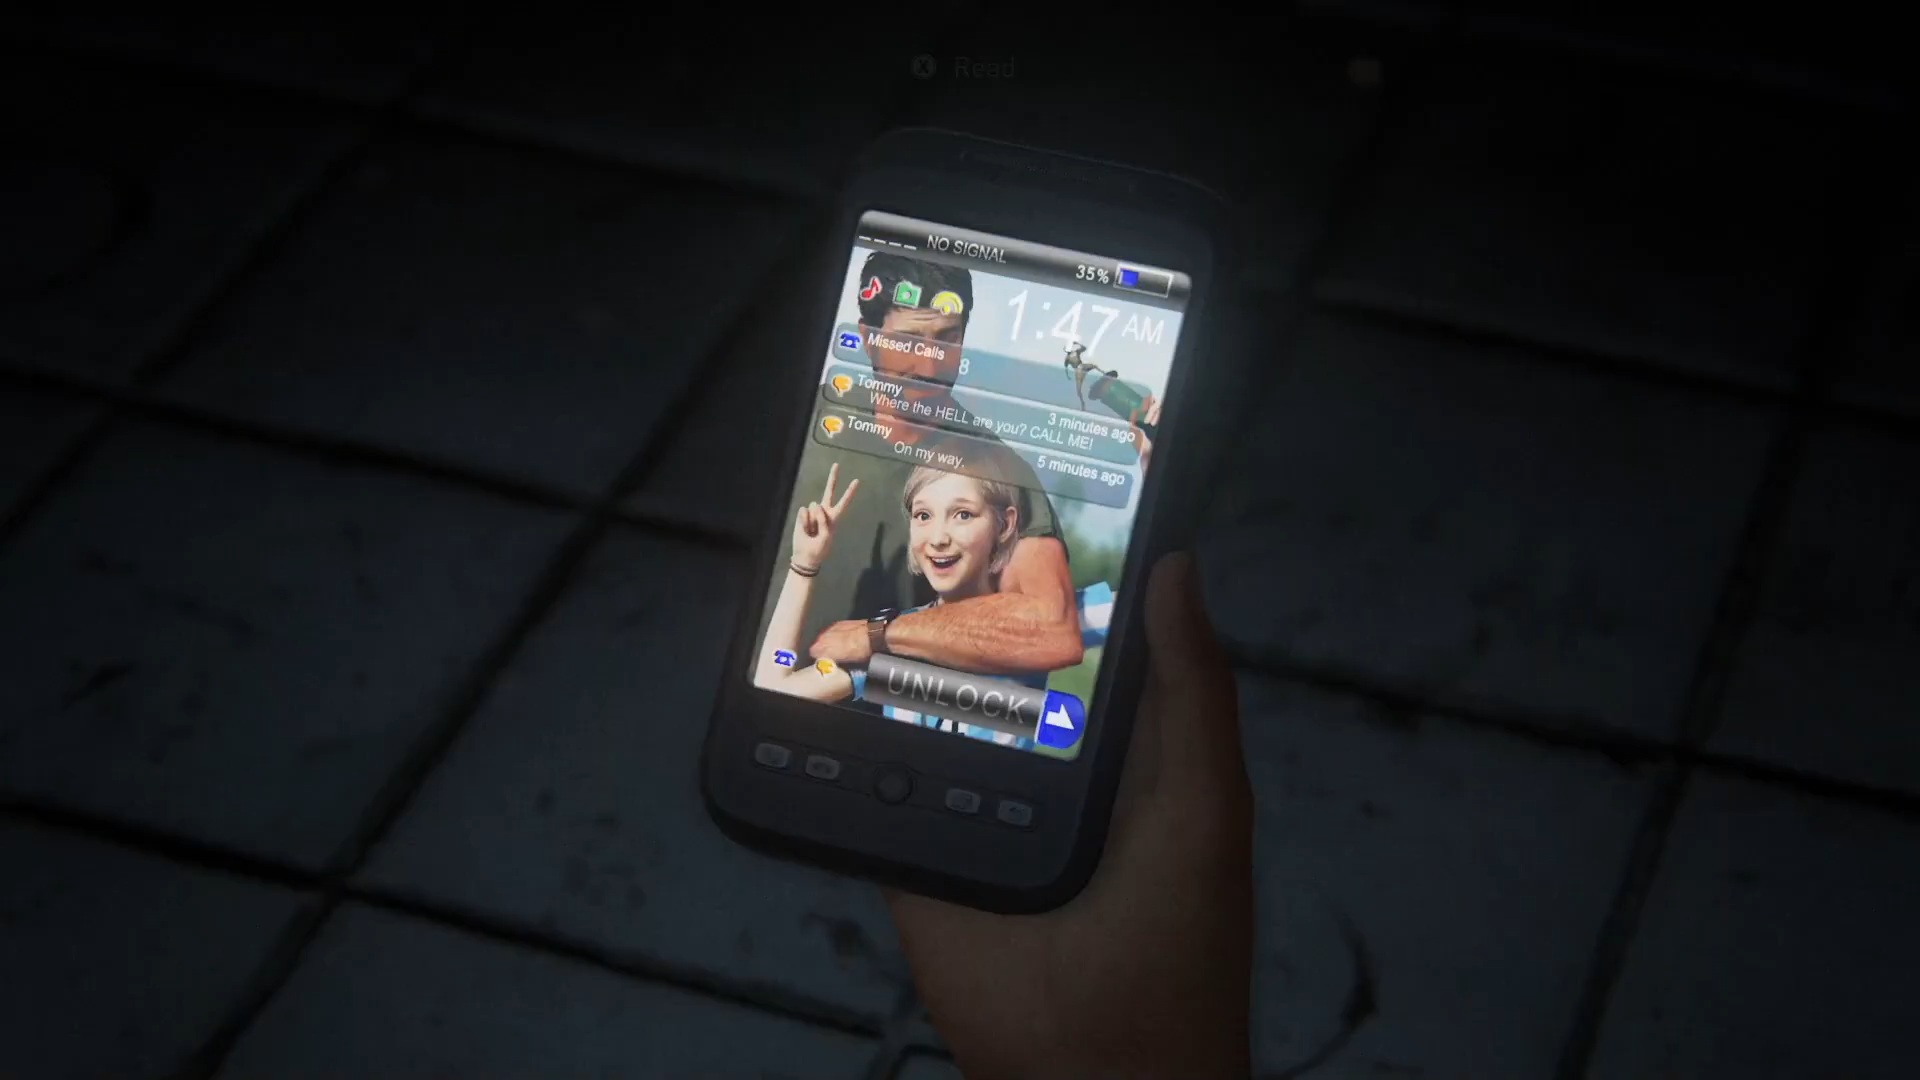 Ⓧ Read
NO SIGNAL
35%
1:47 AM
Missed Calls
8
Tommy
3 minutes ago
Where the HELL are you? CALL ME!
Tommy
5 minutes ago
On my way.
UNLOCK